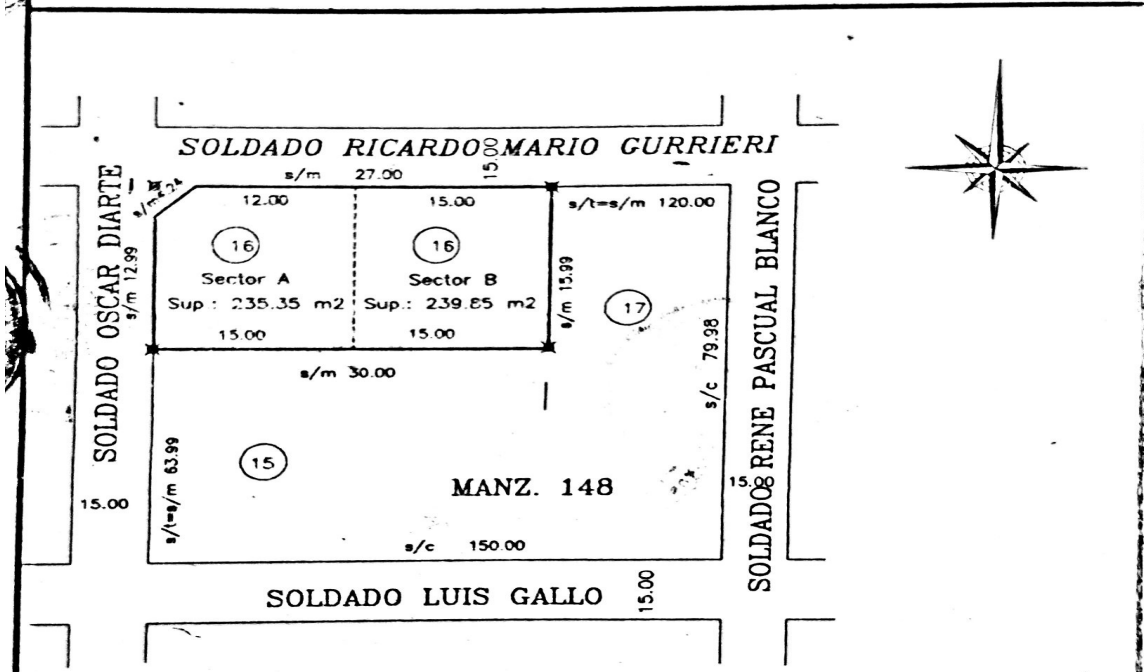 SOLDADO RICARDO MARIO GURRIERI
15.00
s/m 27.00
s/m 4.24
12.00
15.00
s/t=s/m 120.00
SOLDADO OSCAR DIARTE
s/m 12.99
16
Sector A
Sup : 235.35 m2
15.00
16
Sector B
Sup.: 239.85 m2
15.00
s/m 15.99
17
s/m 30.00
s/c 79.98
SOLDADO RENE PASCUAL BLANCO
15.00
s/t=s/m 63.99
15
MANZ. 148
15.00
s/c 150.00
SOLDADO LUIS GALLO
15.00